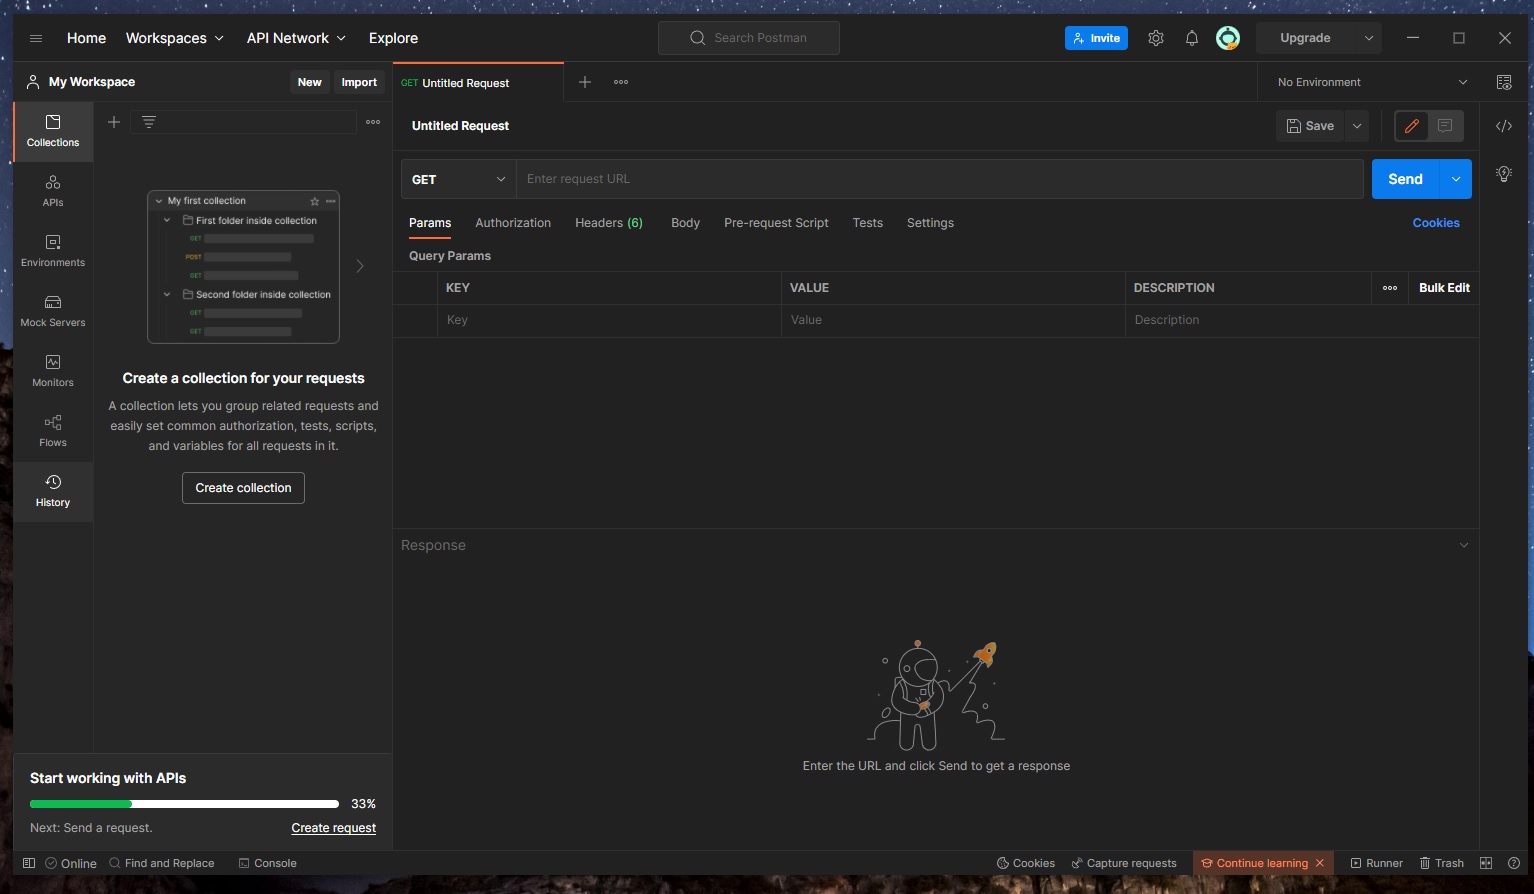 Home Workspaces API Network Explore Search Postman Invite Upgrade
My Workspace New Import GET Untitled Request No Environment
Collections
APIs
Environments
Mock Servers
Monitors
Flows
History
My first collection
First folder inside collection
GET
POST
GET
Second folder inside collection
GET
GET
Create a collection for your requests
A collection lets you group related requests and
easily set common authorization, tests, scripts,
and variables for all requests in it.
Create collection
Start working with APIs
33%
Next: Send a request. Create request
Untitled Request Save
GET Enter request URL Send
Params Authorization Headers (6) Body Pre-request Script Tests Settings Cookies
Query Params
KEY VALUE DESCRIPTION Bulk Edit
Key Value Description
Response
Enter the URL and click Send to get a response
Online Find and Replace Console Cookies Capture requests Continue learning Runner Trash